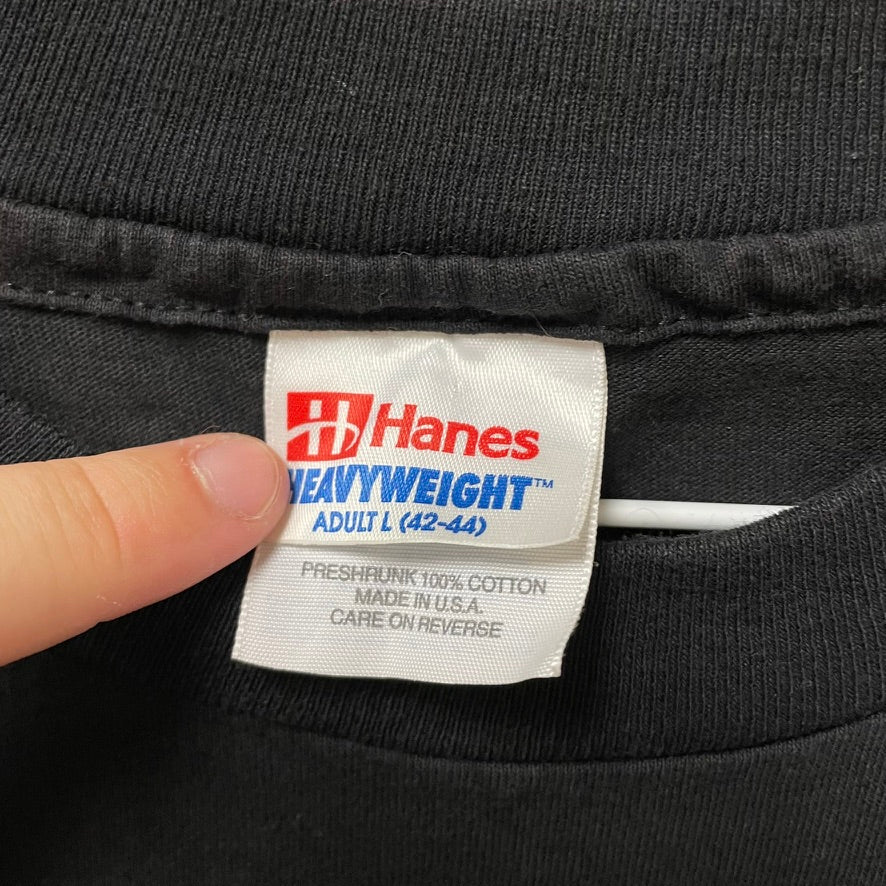 H Hanes
HEAVYWEIGHT™
ADULT L (42-44)
PRESHRUNK 100% COTTON
MADE IN U.S.A.
CARE ON REVERSE